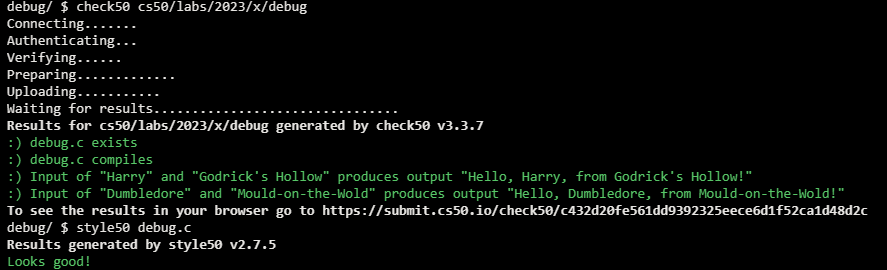 debug/ $ check50 cs50/labs/2023/x/debug
Connecting.......
Authenticating...
Verifying......
Preparing.............
Uploading...........
Waiting for results..............................
Results for cs50/labs/2023/x/debug generated by check50 v3.3.7
:) debug.c exists
:) debug.c compiles
:) Input of "Harry" and "Godrick's Hollow" produces output "Hello, Harry, from Godrick's Hollow!"
:) Input of "Dumbledore" and "Mould-on-the-Wold" produces output "Hello, Dumbledore, from Mould-on-the-Wold!"
To see the results in your browser go to https://submit.cs50.io/check50/c432d20fe561dd9392325eece6d1f52ca1d48d2c
debug/ $ style50 debug.c
Results generated by style50 v2.7.5
Looks good!